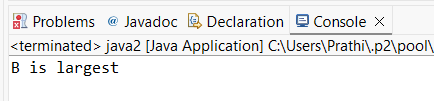 Problems @ Javadoc Declaration Console
<terminated> java2 [Java Application] C:\Users\Prathi\.p2\pool\
B is largest